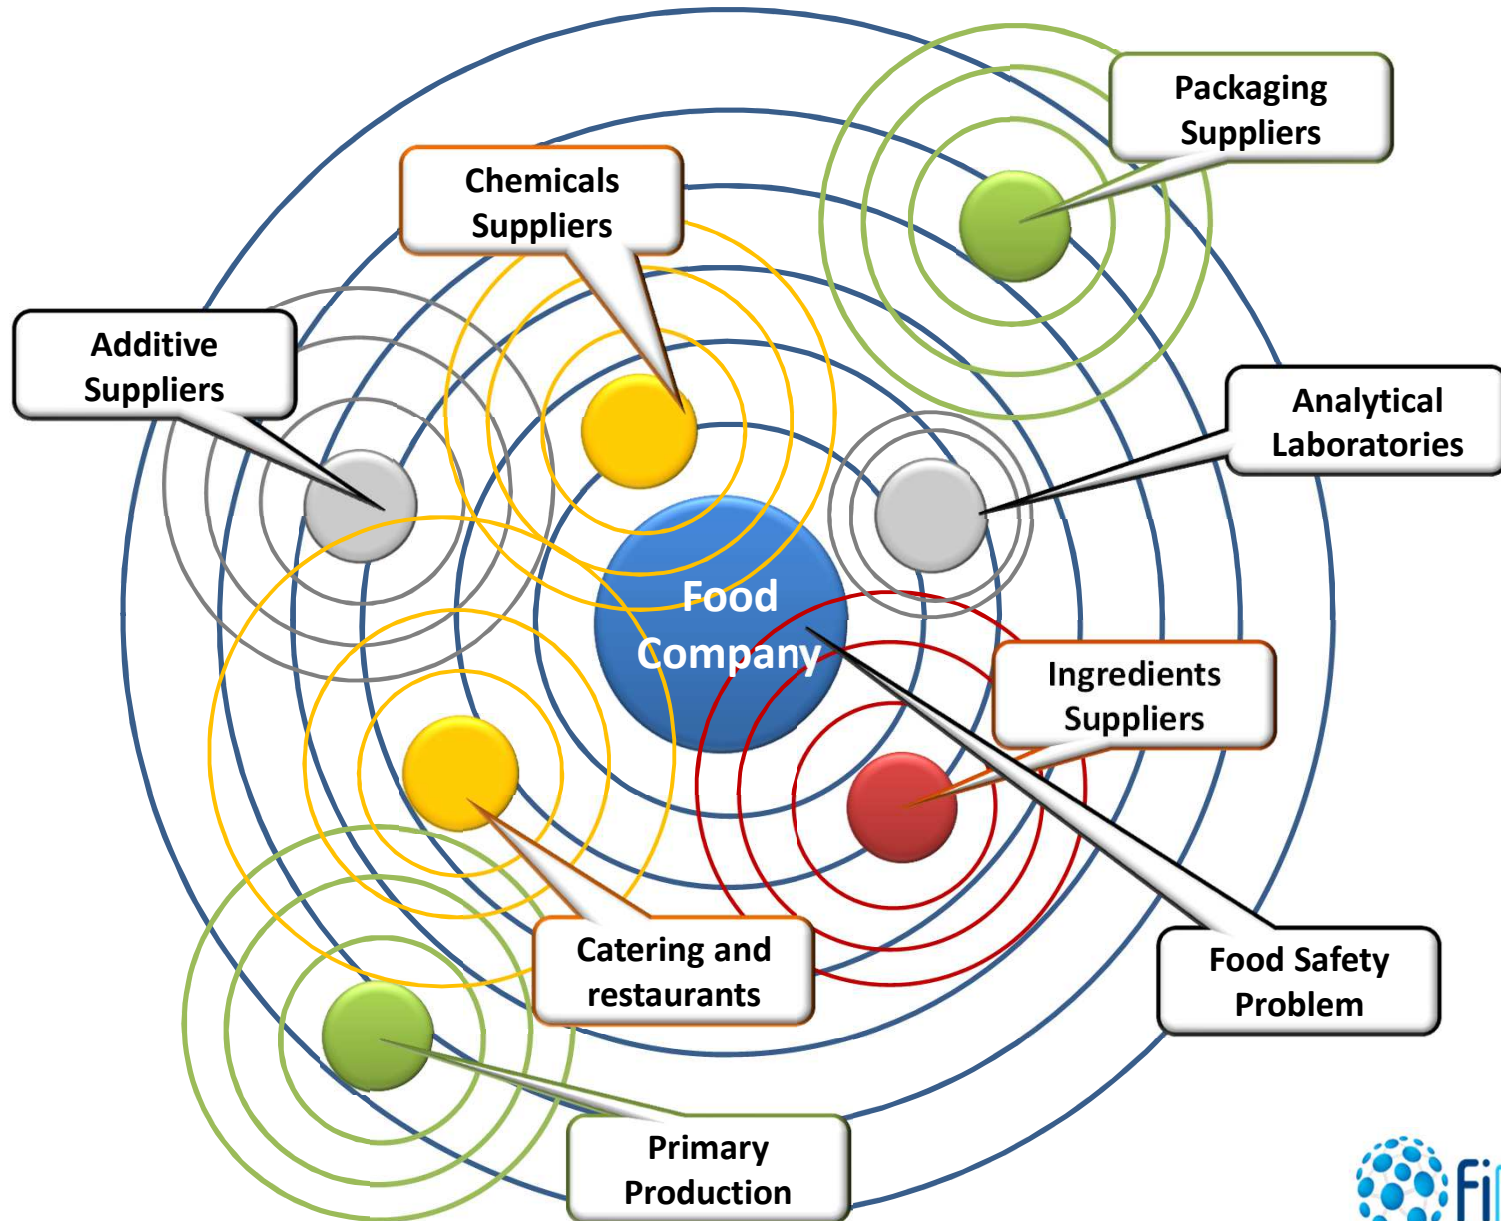 Packaging
Suppliers
Chemicals
Suppliers
Additive
Suppliers
Analytical
Laboratories
Food
Company
Ingredients
Suppliers
Catering and
restaurants
Food Safety
Problem
Primary
Production